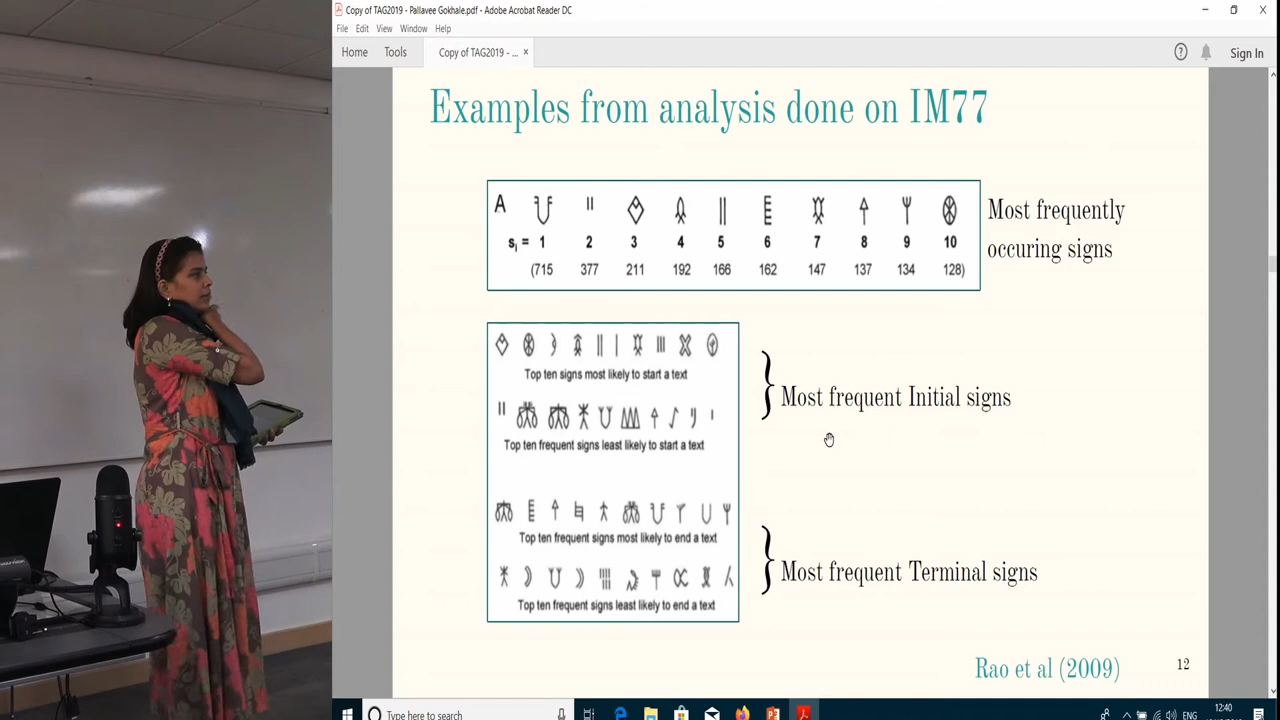 Copy of TAG2019 - Pallavee Gokhale.pdf - Adobe Acrobat Reader DC
File Edit View Window Help
Home Tools Copy of TAG2019 - ... × Sign In
Examples from analysis done on IM77
A
sᵢ = 1 2 3 4 5 6 7 8 9 10
(715 377 211 192 166 162 147 137 134 128)
Most frequently
occuring signs
Top ten signs most likely to start a text
Top ten frequent signs least likely to start a text
Most frequent Initial signs
Top ten frequent signs most likely to end a text
Top ten frequent signs least likely to end a text
Most frequent Terminal signs
Rao et al (2009)
12
Type here to search
ENG
12:40